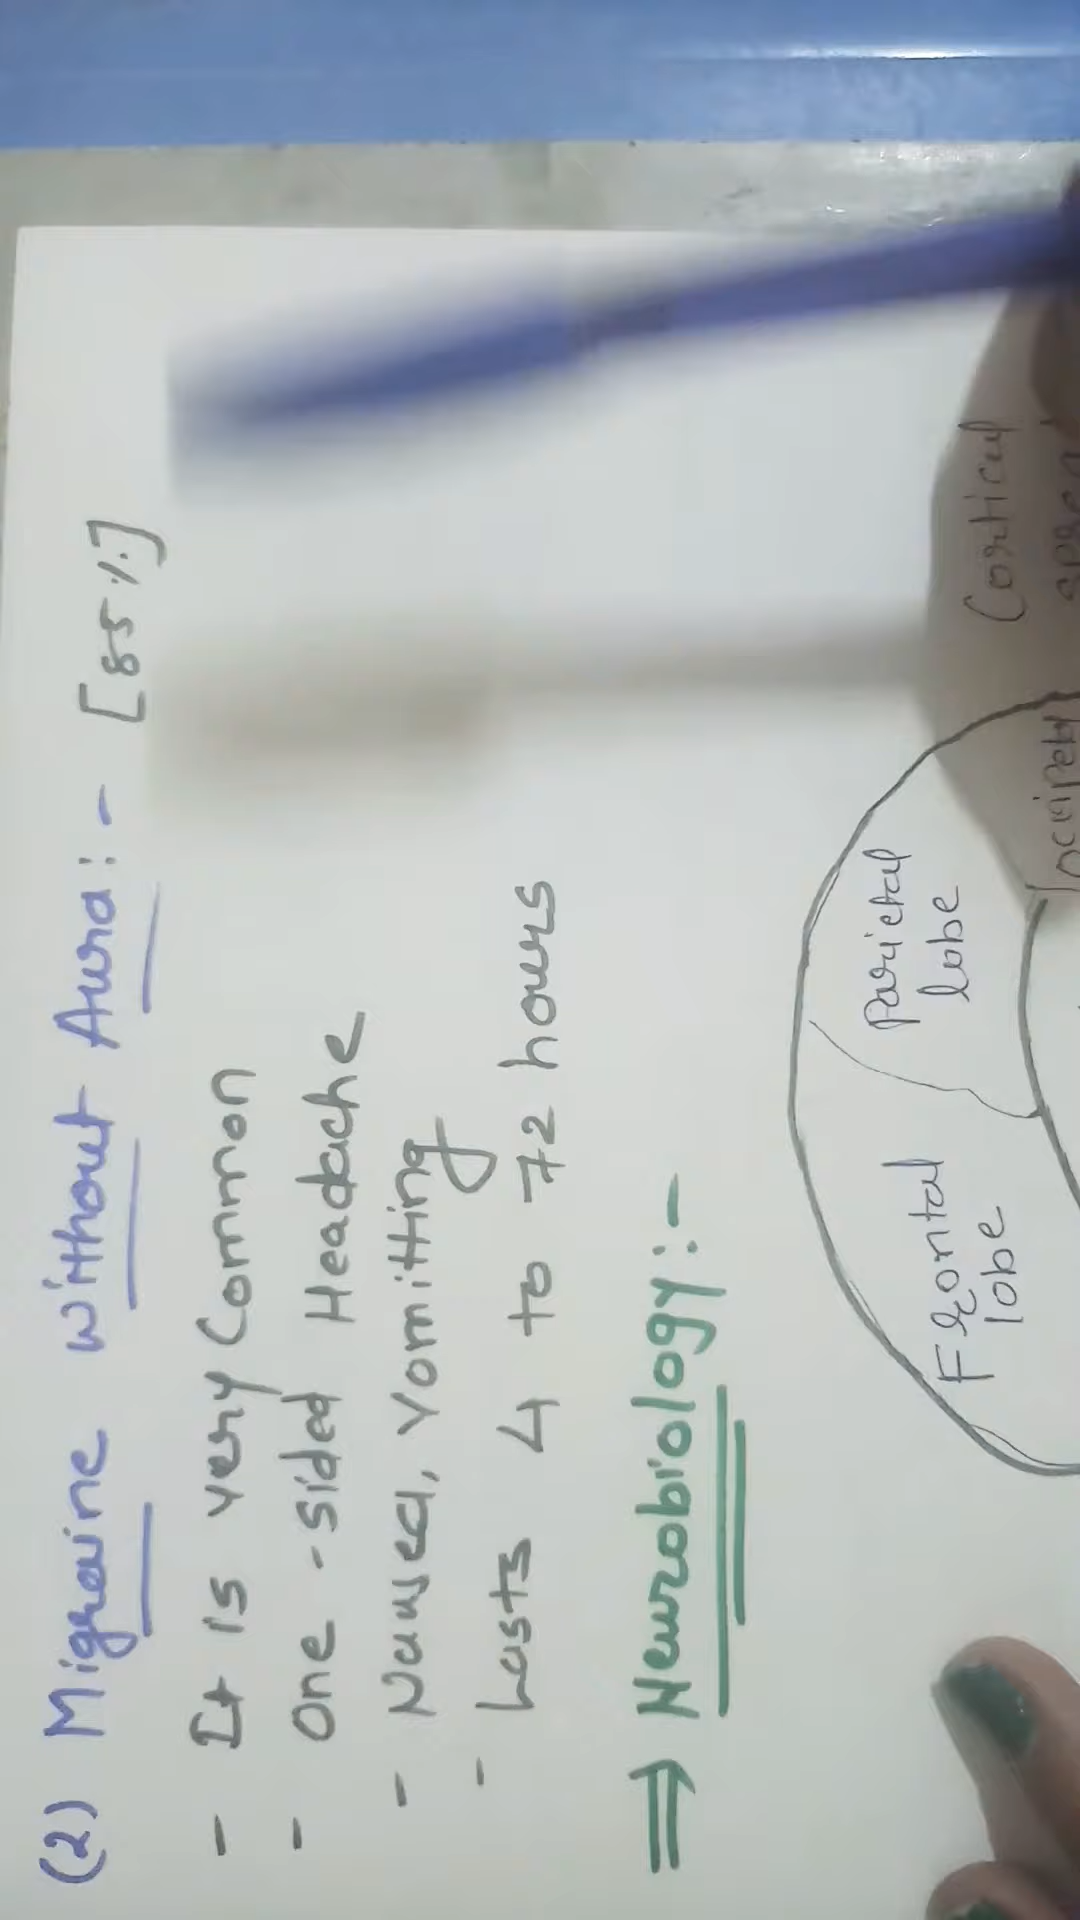 (2) Migraine without Aura:- [85%]
- It is very Common
- One-sided Headache
- Nausea, Vomitting
- Lasts 4 to 72 hours
⇒ Neurobiology:-
Frontal
lobe
Parietal
lobe
Cortical